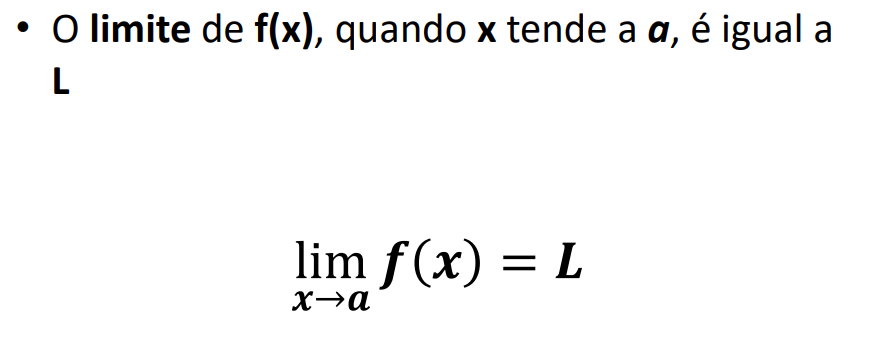 • O limite de f(x), quando x tende a a, é igual a
L
lim f(x) = L
x→a